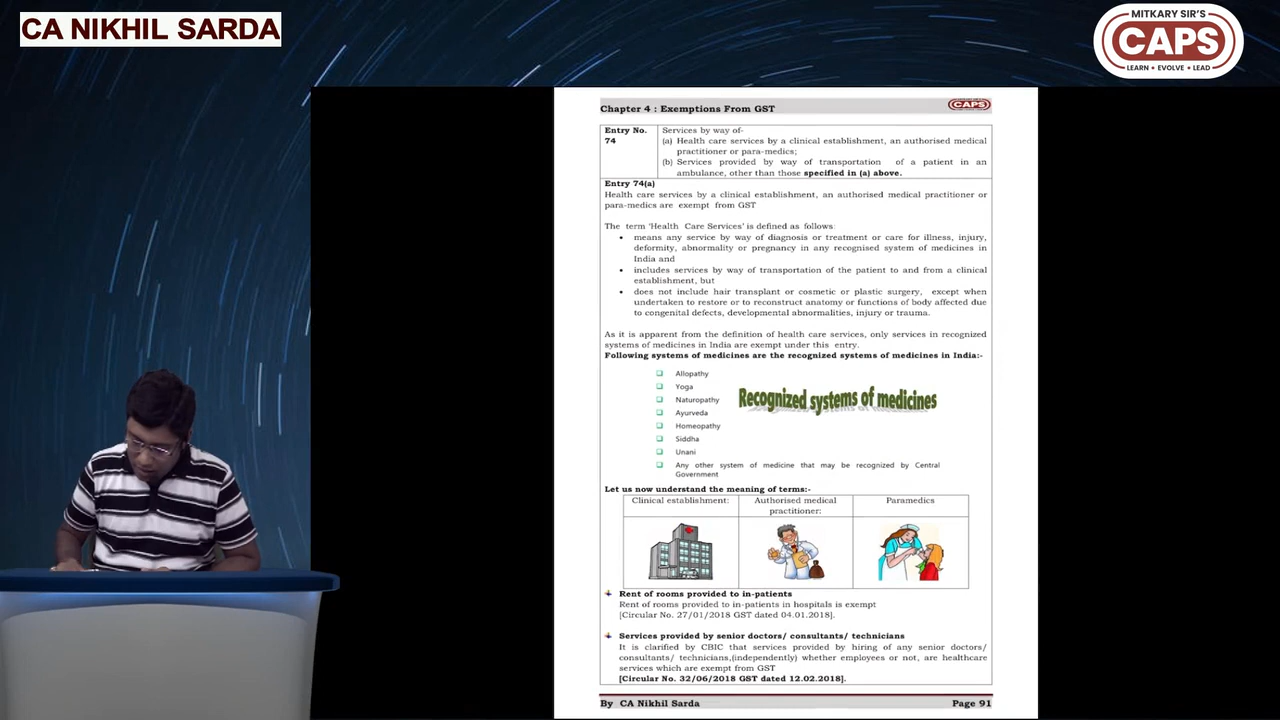 CA NIKHIL SARDA
MITKARY SIR'S
CAPS
LEARN • EVOLVE • LEAD
Chapter 4 : Exemptions From GST
CAPS
Entry No. 74
Services by way of-
(a) Health care services by a clinical establishment, an authorised medical
practitioner or para-medics;
(b) Services provided by way of transportation of a patient in an
ambulance, other than those specified in (a) above.
Entry 74(a)
Health care services by a clinical establishment, an authorised medical practitioner or
para-medics are exempt from GST
The term 'Health Care Services' is defined as follows:
• means any service by way of diagnosis or treatment or care for illness, injury,
deformity, abnormality or pregnancy in any recognised system of medicines in
India and
• includes services by way of transportation of the patient to and from a clinical
establishment, but
• does not include hair transplant or cosmetic or plastic surgery, except when
undertaken to restore or to reconstruct anatomy or functions of body affected due
to congenital defects, developmental abnormalities, injury or trauma.
As it is apparent from the definition of health care services, only services in recognized
systems of medicines in India are exempt under this entry.
Following systems of medicines are the recognized systems of medicines in India:-
Allopathy
Yoga
Naturopathy
Ayurveda
Homeopathy
Siddha
Unani
Any other system of medicine that may be recognized by Central
Government
Recognized systems of medicines
Let us now understand the meaning of terms:-
Clinical establishment:
Authorised medical
practitioner:
Paramedics
Rent of rooms provided to in-patients
Rent of rooms provided to in-patients in hospitals is exempt
[Circular No. 27/01/2018 GST dated 04.01.2018].
Services provided by senior doctors/ consultants/ technicians
It is clarified by CBIC that services provided by hiring of any senior doctors/
consultants/ technicians,(independently) whether employees or not, are healthcare
services which are exempt from GST
[Circular No. 32/06/2018 GST dated 12.02.2018].
By CA Nikhil Sarda
Page 91